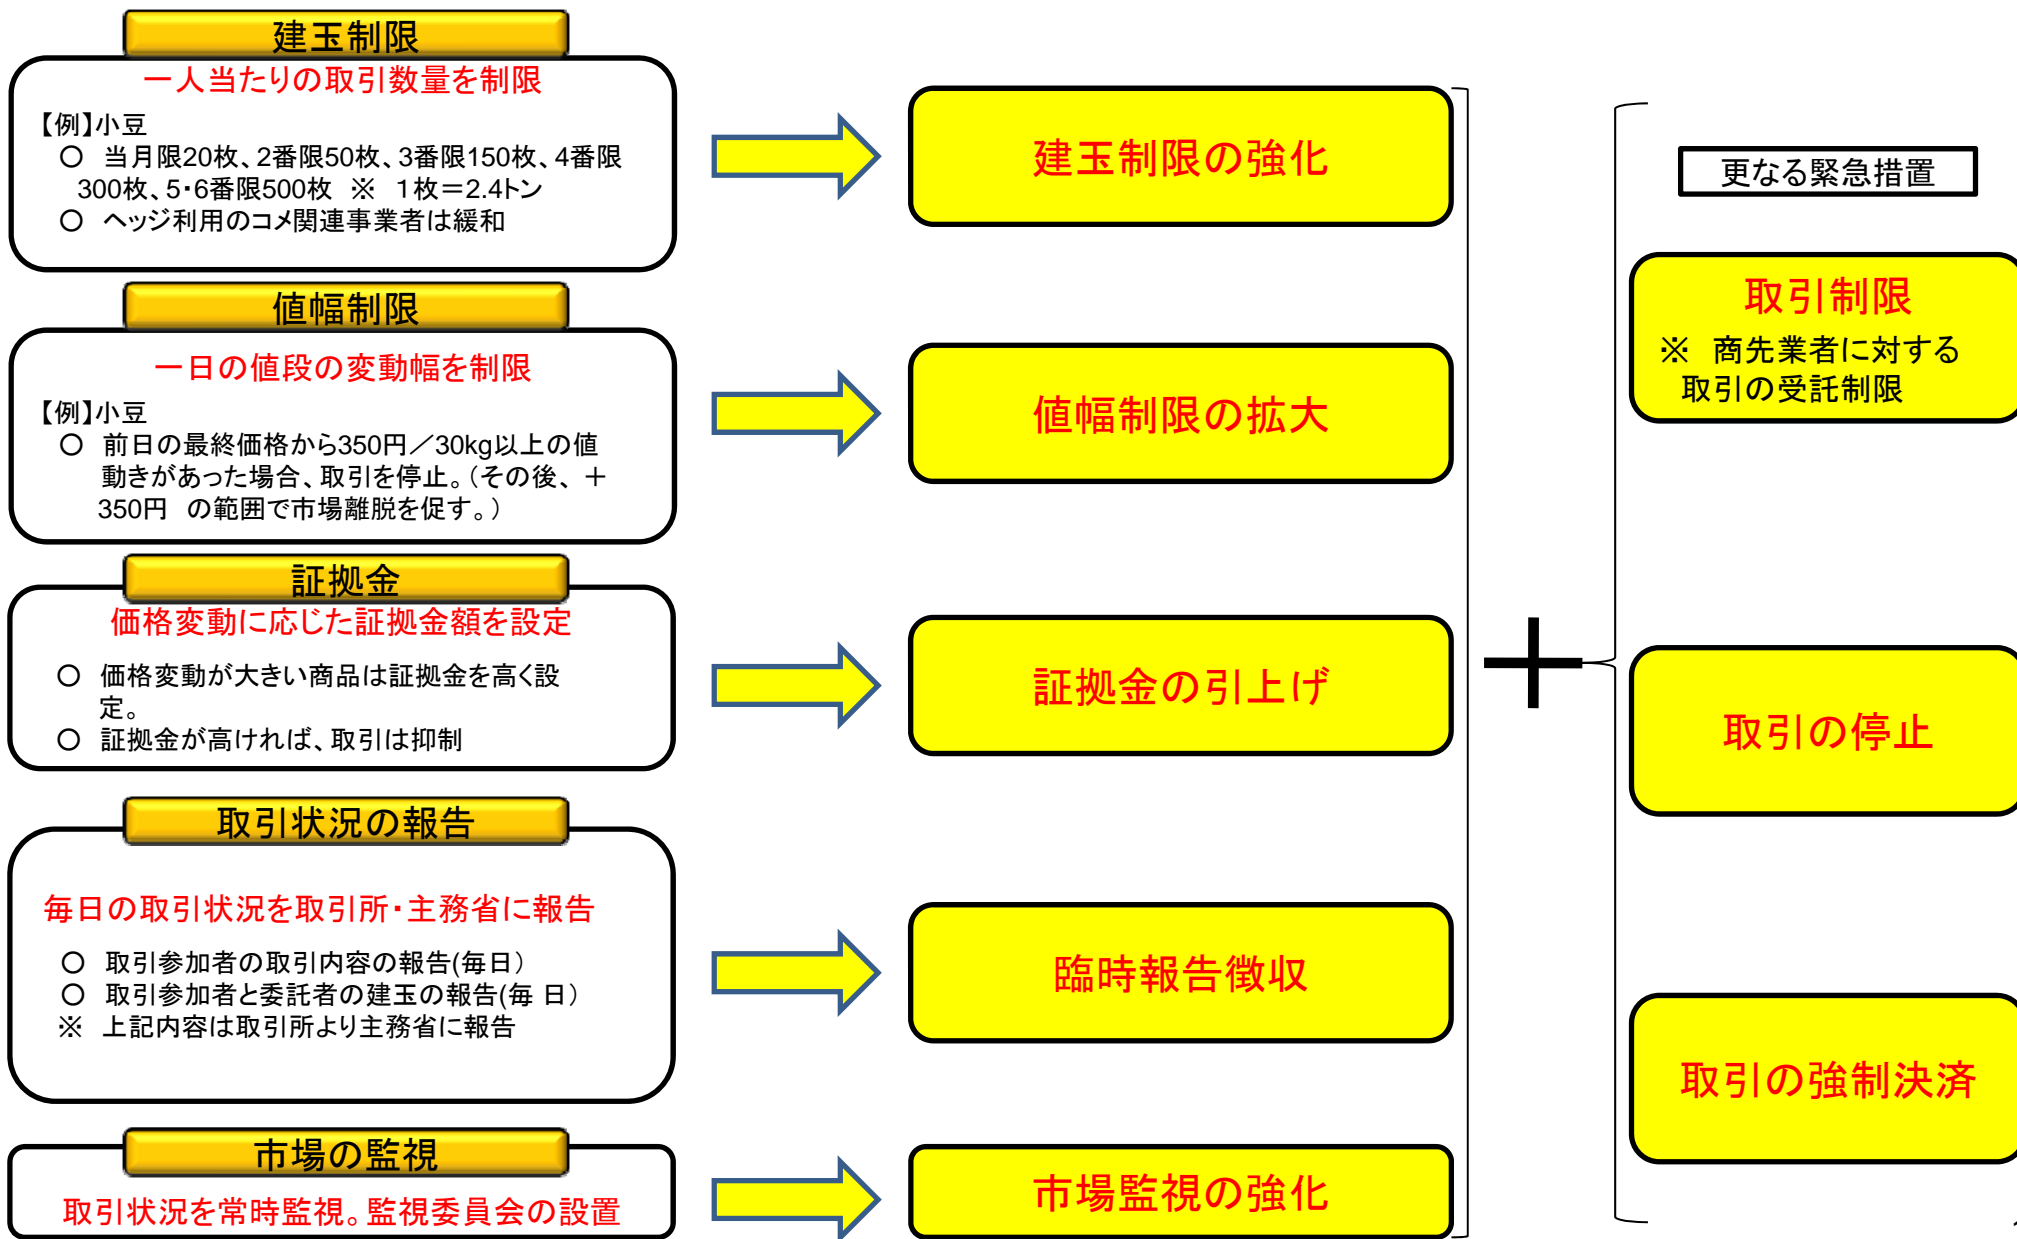 建玉制限
一人当たりの取引数量を制限
【例】小豆
○ 当月限20枚、2番限50枚、3番限150枚、4番限
300枚、5・6番限500枚 ※ 1枚＝2.4トン
○ ヘッジ利用のコメ関連事業者は緩和
建玉制限の強化
値幅制限
一日の値段の変動幅を制限
【例】小豆
○ 前日の最終価格から350円／30kg以上の値
動きがあった場合、取引を停止。（その後、＋
350円 の範囲で市場離脱を促す。）
値幅制限の拡大
証拠金
価格変動に応じた証拠金額を設定
○ 価格変動が大きい商品は証拠金を高く設
定。
○ 証拠金が高ければ、取引は抑制
証拠金の引上げ
取引状況の報告
毎日の取引状況を取引所・主務省に報告
○ 取引参加者の取引内容の報告(毎日）
○ 取引参加者と委託者の建玉の報告(毎 日）
※ 上記内容は取引所より主務省に報告
臨時報告徴収
市場の監視
取引状況を常時監視。監視委員会の設置
市場監視の強化
＋
更なる緊急措置
取引制限
※ 商先業者に対する
取引の受託制限
取引の停止
取引の強制決済